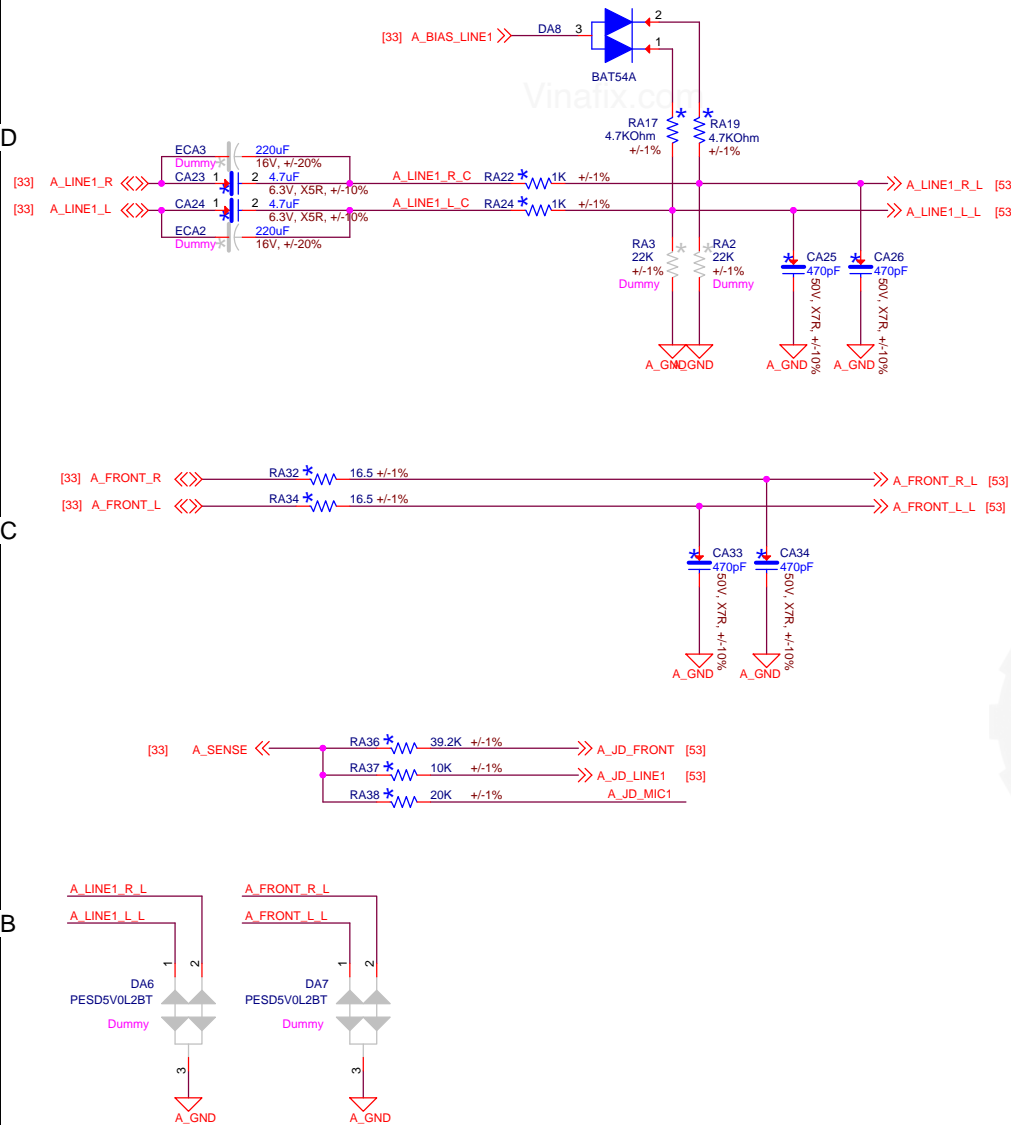 2
[33] A_BIAS_LINE1 DA8 3
1
BAT54A
Vinafix.com
RA17
4.7KOhm
+/-1%
RA19
4.7KOhm
+/-1%
D
ECA3 220uF
Dummy 16V, +/-20%
[33] A_LINE1_R CA23 1 2 4.7uF A_LINE1_R_C RA22 1K +/-1% A_LINE1_R_L [53
6.3V, X5R, +/-10%
[33] A_LINE1_L CA24 1 2 4.7uF A_LINE1_L_C RA24 1K +/-1% A_LINE1_L_L [53
6.3V, X5R, +/-10%
ECA2 220uF
Dummy 16V, +/-20%
RA3
22K
+/-1%
Dummy
RA2
22K
+/-1%
Dummy
CA25
470pF
50V, X7R, +/-10%
CA26
470pF
50V, X7R, +/-10%
A_GND
A_GND
A_GND
A_GND
[33] A_FRONT_R RA32 16.5 +/-1% A_FRONT_R_L [53]
[33] A_FRONT_L RA34 16.5 +/-1% A_FRONT_L_L [53]
C
CA33
470pF
50V, X7R, +/-10%
CA34
470pF
50V, X7R, +/-10%
A_GND
A_GND
[33] A_SENSE RA36 39.2K +/-1% A_JD_FRONT [53]
RA37 10K +/-1% A_JD_LINE1 [53]
RA38 20K +/-1% A_JD_MIC1
A_LINE1_R_L
A_LINE1_L_L
A_FRONT_R_L
A_FRONT_L_L
B
1 2
DA6
PESD5V0L2BT
Dummy
3
A_GND
1 2
DA7
PESD5V0L2BT
Dummy
3
A_GND